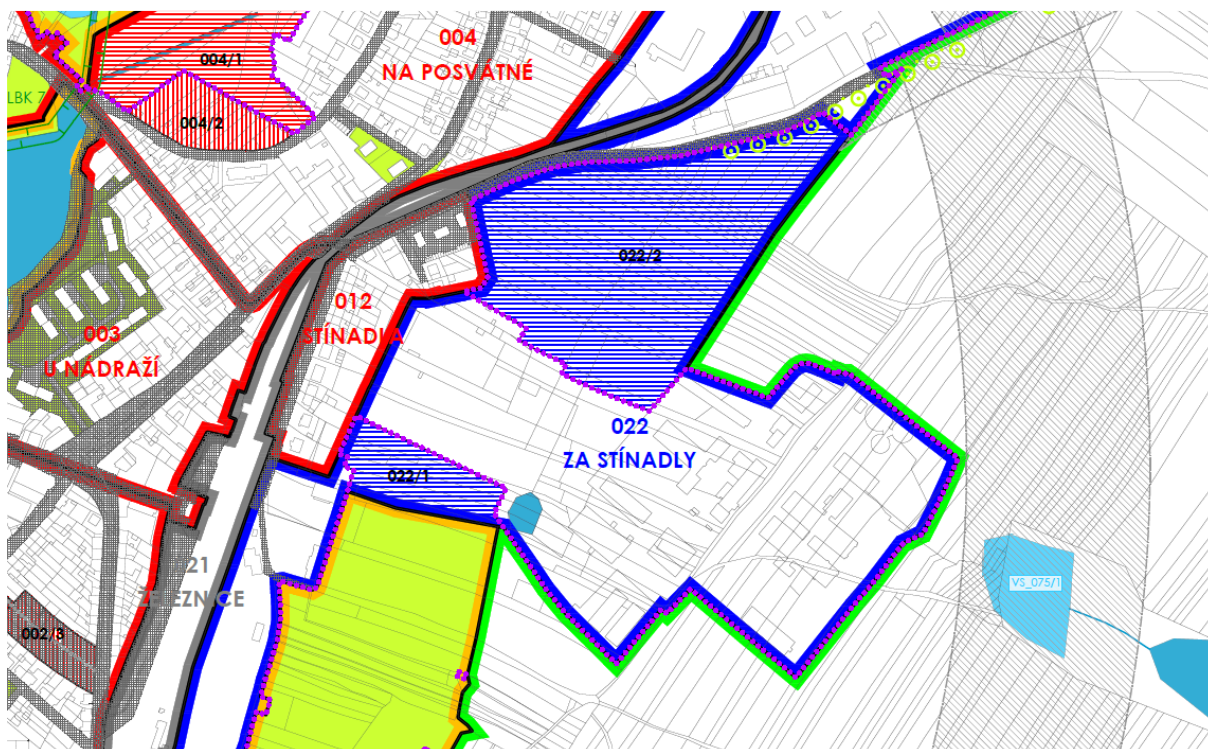 004
NA POSVÁTNÉ
004/1
LBK 7
004/2
022/2
012
STÍNADLA
003
U NÁDRAŽÍ
022
ZA STÍNADLY
022/1
021
ŽELEZNICE
VS_075/1
002/3